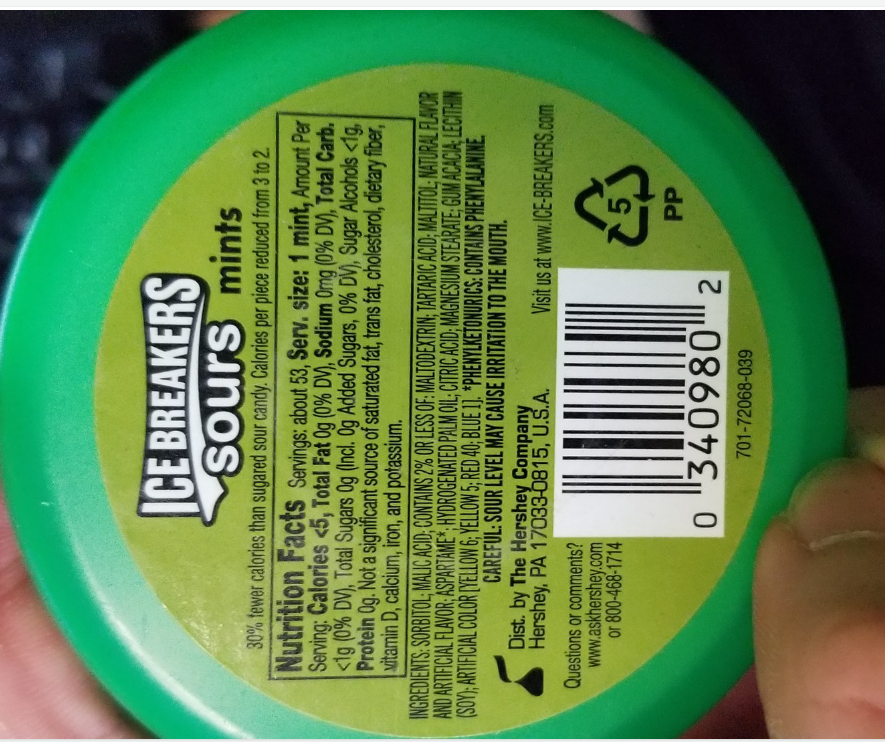 ICE BREAKERS
sours mints
30% fewer calories than sugared sour candy. Calories per piece reduced from 3 to 2.
Nutrition Facts Servings: about 53, Serv. size: 1 mint, Amount Per
Serving: Calories <5, Total Fat 0g (0% DV), Sodium 0mg (0% DV), Total Carb.
<1g (0% DV), Total Sugars 0g (Incl. 0g Added Sugars, 0% DV), Sugar Alcohols <1g,
Protein 0g. Not a significant source of saturated fat, trans fat, cholesterol, dietary fiber,
vitamin D, calcium, iron, and potassium.
INGREDIENTS: SORBITOL; MALIC ACID; CONTAINS 2% OR LESS OF: MALTODEXTRIN; TARTARIC ACID; MALTITOL; NATURAL FLAVOR
AND ARTIFICIAL FLAVOR; ASPARTAME*; HYDROGENATED PALM OIL; CITRIC ACID; MAGNESIUM STEARATE; GUM ACACIA; LECITHIN
(SOY); ARTIFICIAL COLOR [YELLOW 6; YELLOW 5; RED 40; BLUE 1]. *PHENYLKETONURICS: CONTAINS PHENYLALANINE.
CAREFUL: SOUR LEVEL MAY CAUSE IRRITATION TO THE MOUTH.
Dist. by The Hershey Company
Hershey, PA 17033-0815, U.S.A. Visit us at www.ICE-BREAKERS.com
Questions or comments?
www.askhershey.com
or 800-468-1714
0 340980 2
5
PP
701-72068-039